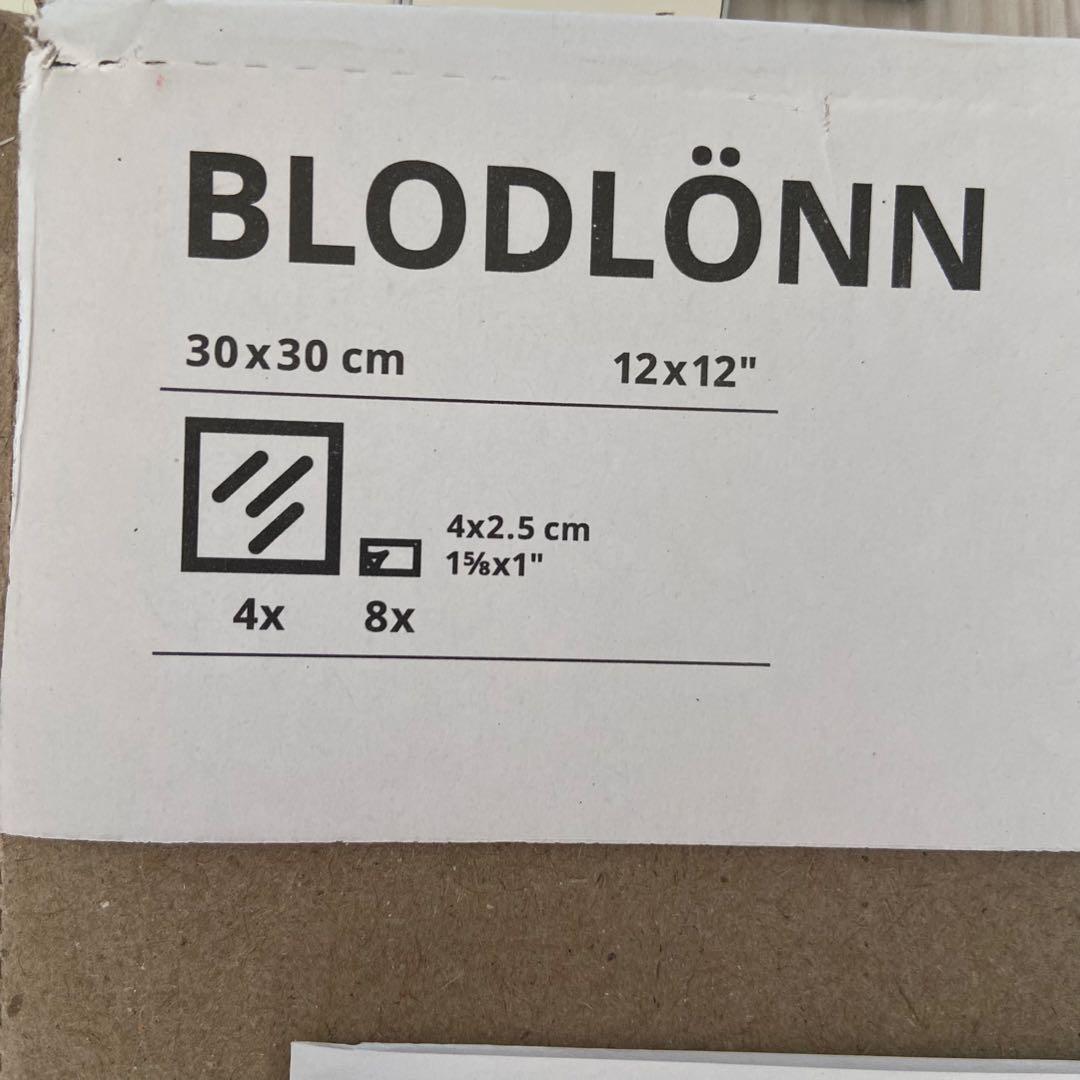 BLODLÖNN
30x30 cm 12x12"
4x2.5 cm
1⅝x1"
4x 8x